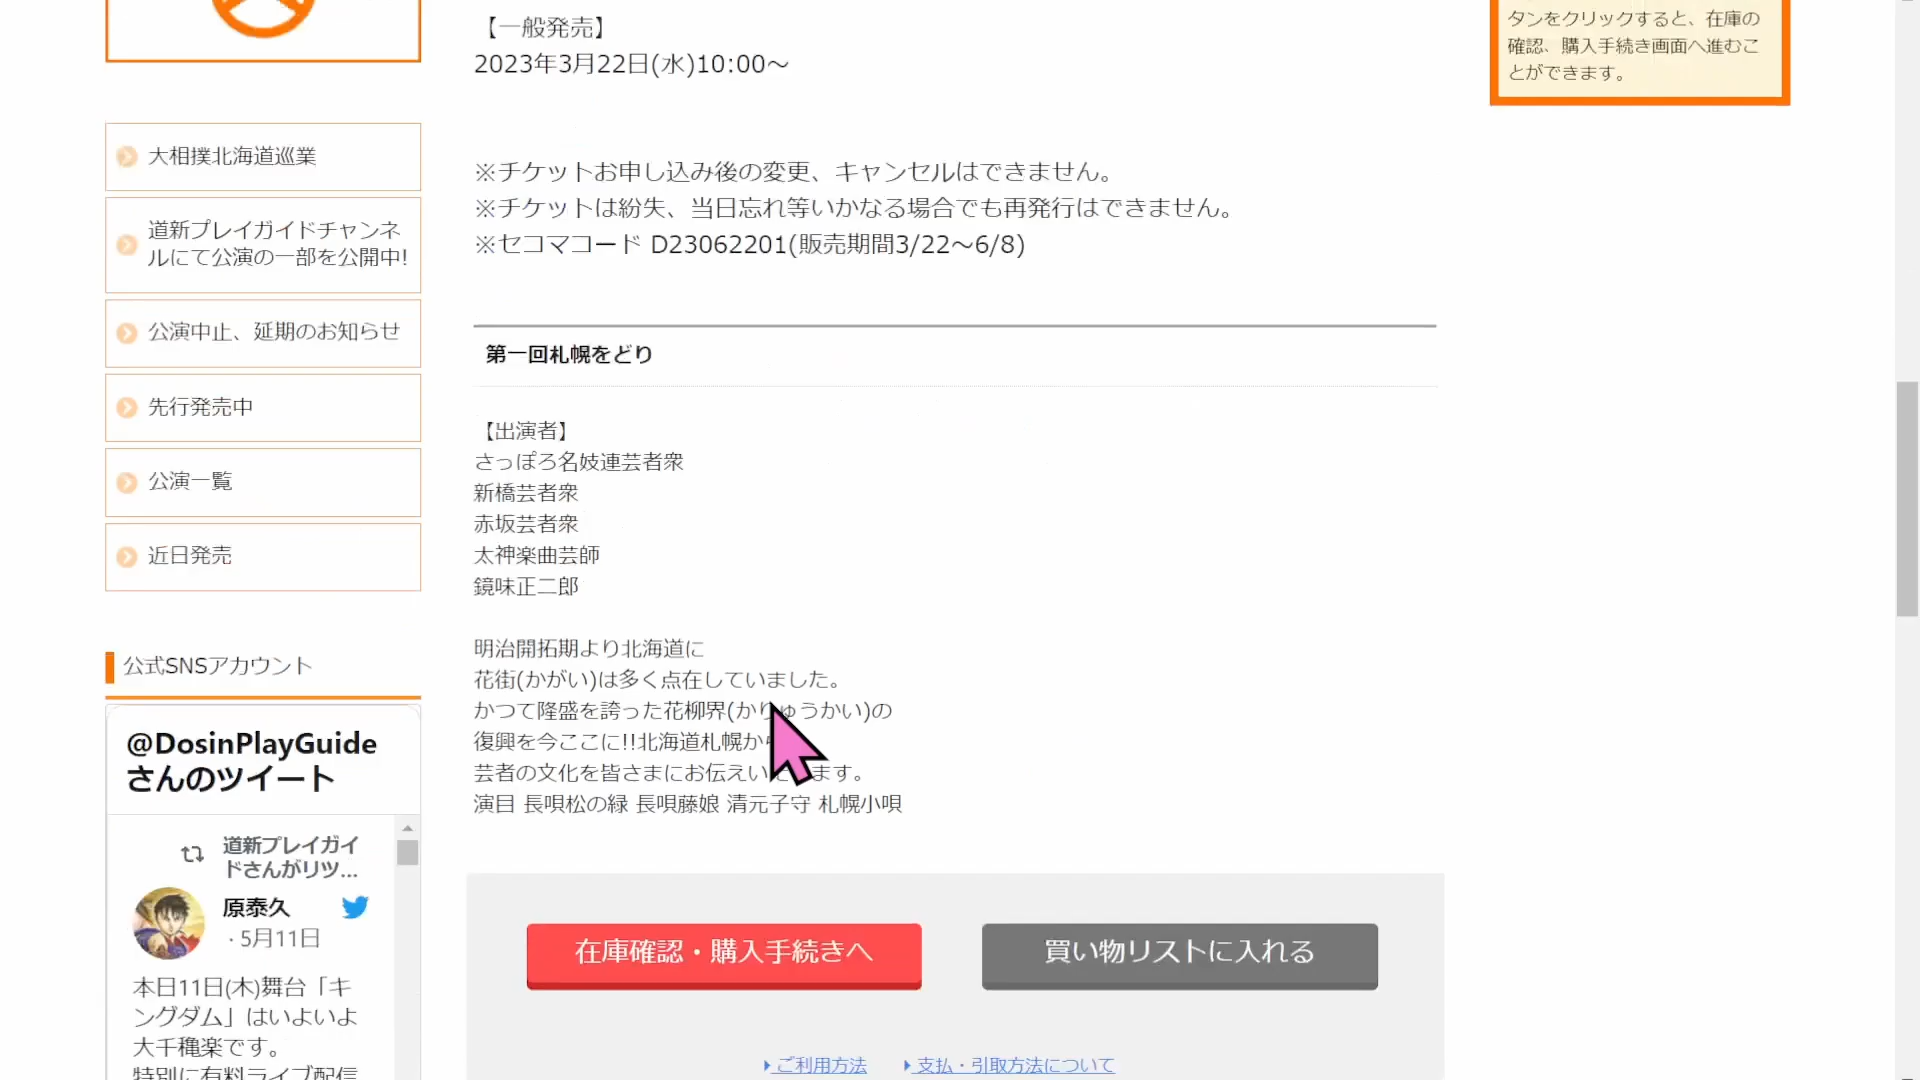 【一般発売】
2023年3月22日(水)10:00～
※チケットお申し込み後の変更、キャンセルはできません。
※チケットは紛失、当日忘れ等いかなる場合でも再発行はできません。
※セコマコード D23062201(販売期間3/22～6/8)
第一回札幌をどり
【出演者】
さっぽろ名妓連芸者衆
新橋芸者衆
赤坂芸者衆
太神楽曲芸師
鏡味正二郎
明治開拓期より北海道に
花街(かがい)は多く点在していました。
かつて隆盛を誇った花柳界(かりゅうかい)の
復興を今ここに!!北海道札幌か
芸者の文化を皆さまにお伝えい ます。
演目 長唄松の緑 長唄藤娘 清元子守 札幌小唄
在庫確認・購入手続きへ
買い物リストに入れる
ご利用方法
支払・引取方法について
大相撲北海道巡業
道新プレイガイドチャンネ
ルにて公演の一部を公開中!
公演中止、延期のお知らせ
先行発売中
公演一覧
近日発売
公式SNSアカウント
@DosinPlayGuide
さんのツイート
道新プレイガイ
ドさんがリツ...
原泰久
· 5月11日
本日11日(木)舞台「キ
ングダム」はいよいよ
大千穐楽です。
特別に有料ライブ配信
タンをクリックすると、在庫の
確認、購入手続き画面へ進むこ
とができます。